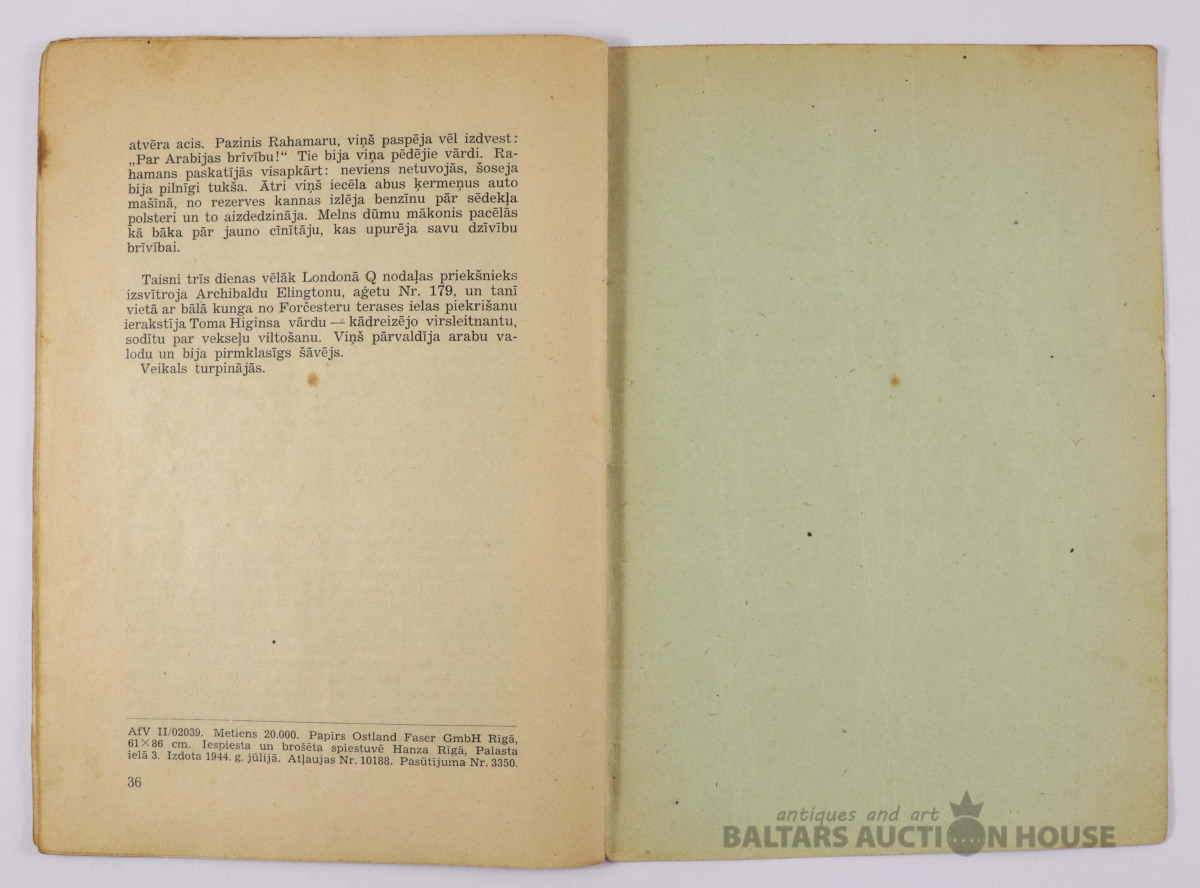 atvēra acis. Pazinis Rahamaru, viņš paspēja vēl izdvest:
„Par Arabijas brīvību!“ Tie bija viņa pēdējie vārdi. Ra-
hamans paskatījās visapkārt: neviens netuvojās, šoseja
bija pilnīgi tukša. Ātri viņš iecēla abus ķermeņus auto
mašīnā, no rezerves kannas izlēja benzīnu pār sēdekļa
polsteri un to aizdedzināja. Melns dūmu mākonis pacēlās
kā bāka pār jauno cīnītāju, kas upurēja savu dzīvību
brīvībai.
Taisni trīs dienas vēlāk Londonā Q nodaļas priekšnieks
izsvītroja Archibaldu Elingtonu, aģetu Nr. 179, un tanī
vietā ar bālā kunga no Forčesteru terases ielas piekrišanu
ierakstīja Toma Higinsa vārdu — kādreizējo virsleitnantu,
sodītu par vekseļu viltošanu. Viņš pārvaldīja arabu va-
lodu un bija pirmklasīgs šāvējs.
Veikals turpinājās.
AfV II/02039. Metiens 20.000. Papīrs Ostland Faser GmbH Rīgā,
61×86 cm. Iespiesta un brošēta spiestuvē Hanza Rīgā, Palasta
ielā 3. Izdota 1944. g. jūlijā. Atļaujas Nr. 10188. Pasūtījuma Nr. 3350.
36
antiques and art
BALTARS AUCTION HOUSE